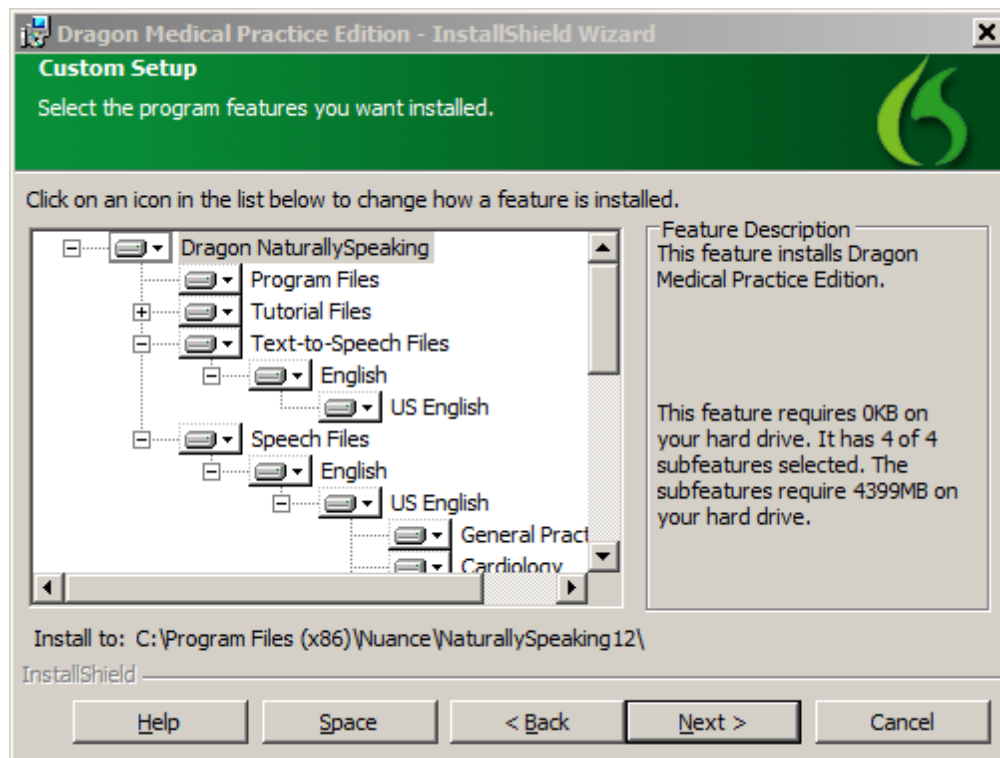 Dragon Medical Practice Edition - InstallShield Wizard
Custom Setup
Select the program features you want installed.
Click on an icon in the list below to change how a feature is installed.
Dragon NaturallySpeaking
Program Files
Tutorial Files
Text-to-Speech Files
English
US English
Speech Files
English
US English
General Pract
Cardiology
Feature Description
This feature installs Dragon
Medical Practice Edition.
This feature requires 0KB on
your hard drive. It has 4 of 4
subfeatures selected. The
subfeatures require 4399MB on
your hard drive.
Install to: C:\Program Files (x86)\Nuance\NaturallySpeaking12\
InstallShield
Help
Space
< Back
Next >
Cancel